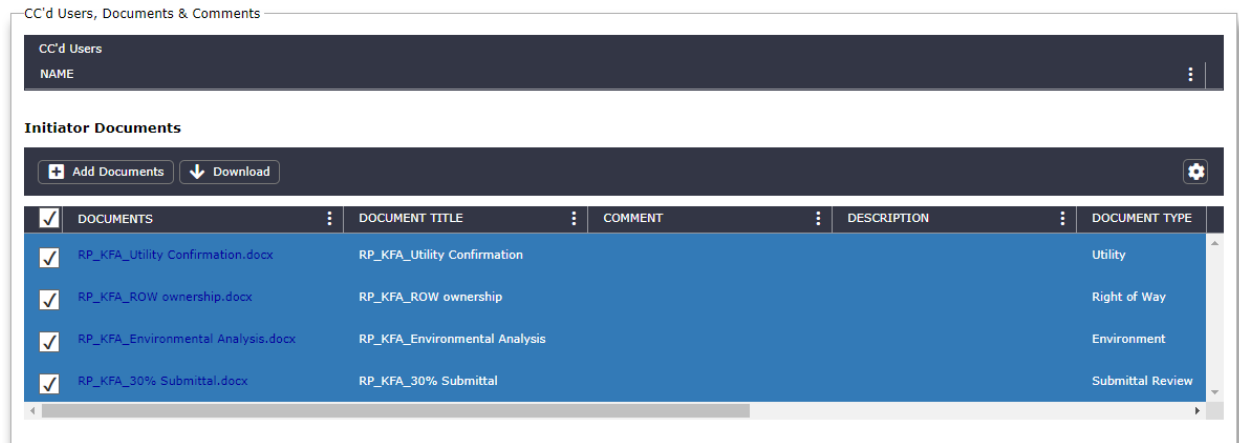 CC'd Users, Documents & Comments
CC'd Users
NAME
Initiator Documents
Add Documents Download
DOCUMENTS DOCUMENT TITLE COMMENT DESCRIPTION DOCUMENT TYPE
RP_KFA_Utility Confirmation.docx RP_KFA_Utility Confirmation Utility
RP_KFA_ROW ownership.docx RP_KFA_ROW ownership Right of Way
RP_KFA_Environmental Analysis.docx RP_KFA_Environmental Analysis Environment
RP_KFA_30% Submittal.docx RP_KFA_30% Submittal Submittal Review